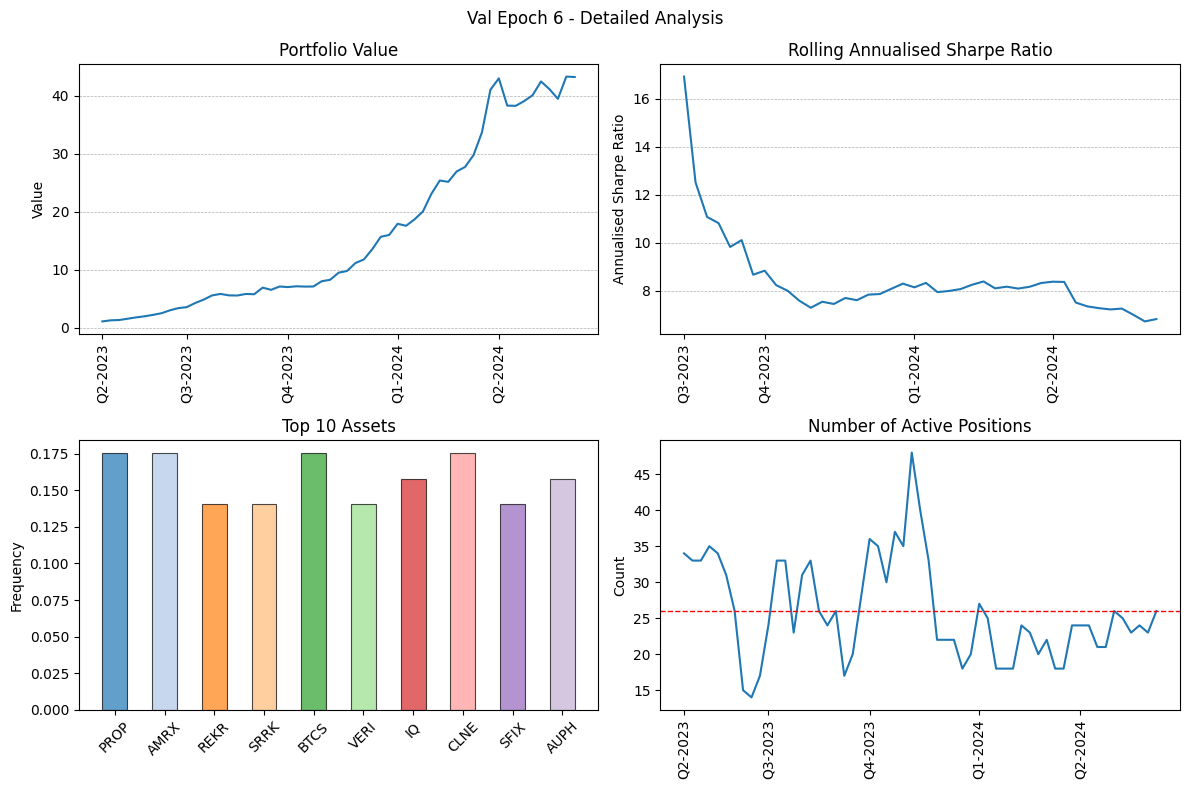 Val Epoch 6 - Detailed Analysis
Portfolio Value
Value
40
30
20
10
0
Q2-2023
Q3-2023
Q4-2023
Q1-2024
Q2-2024
Rolling Annualised Sharpe Ratio
Annualised Sharpe Ratio
16
14
12
10
8
Q3-2023
Q4-2023
Q1-2024
Q2-2024
Top 10 Assets
Frequency
0.175
0.150
0.125
0.100
0.075
0.050
0.025
0.000
PROP
AMRX
REKR
SRRK
BTCS
VERI
IQ
CLNE
SFIX
AUPH
Number of Active Positions
Count
45
40
35
30
25
20
15
Q2-2023
Q3-2023
Q4-2023
Q1-2024
Q2-2024